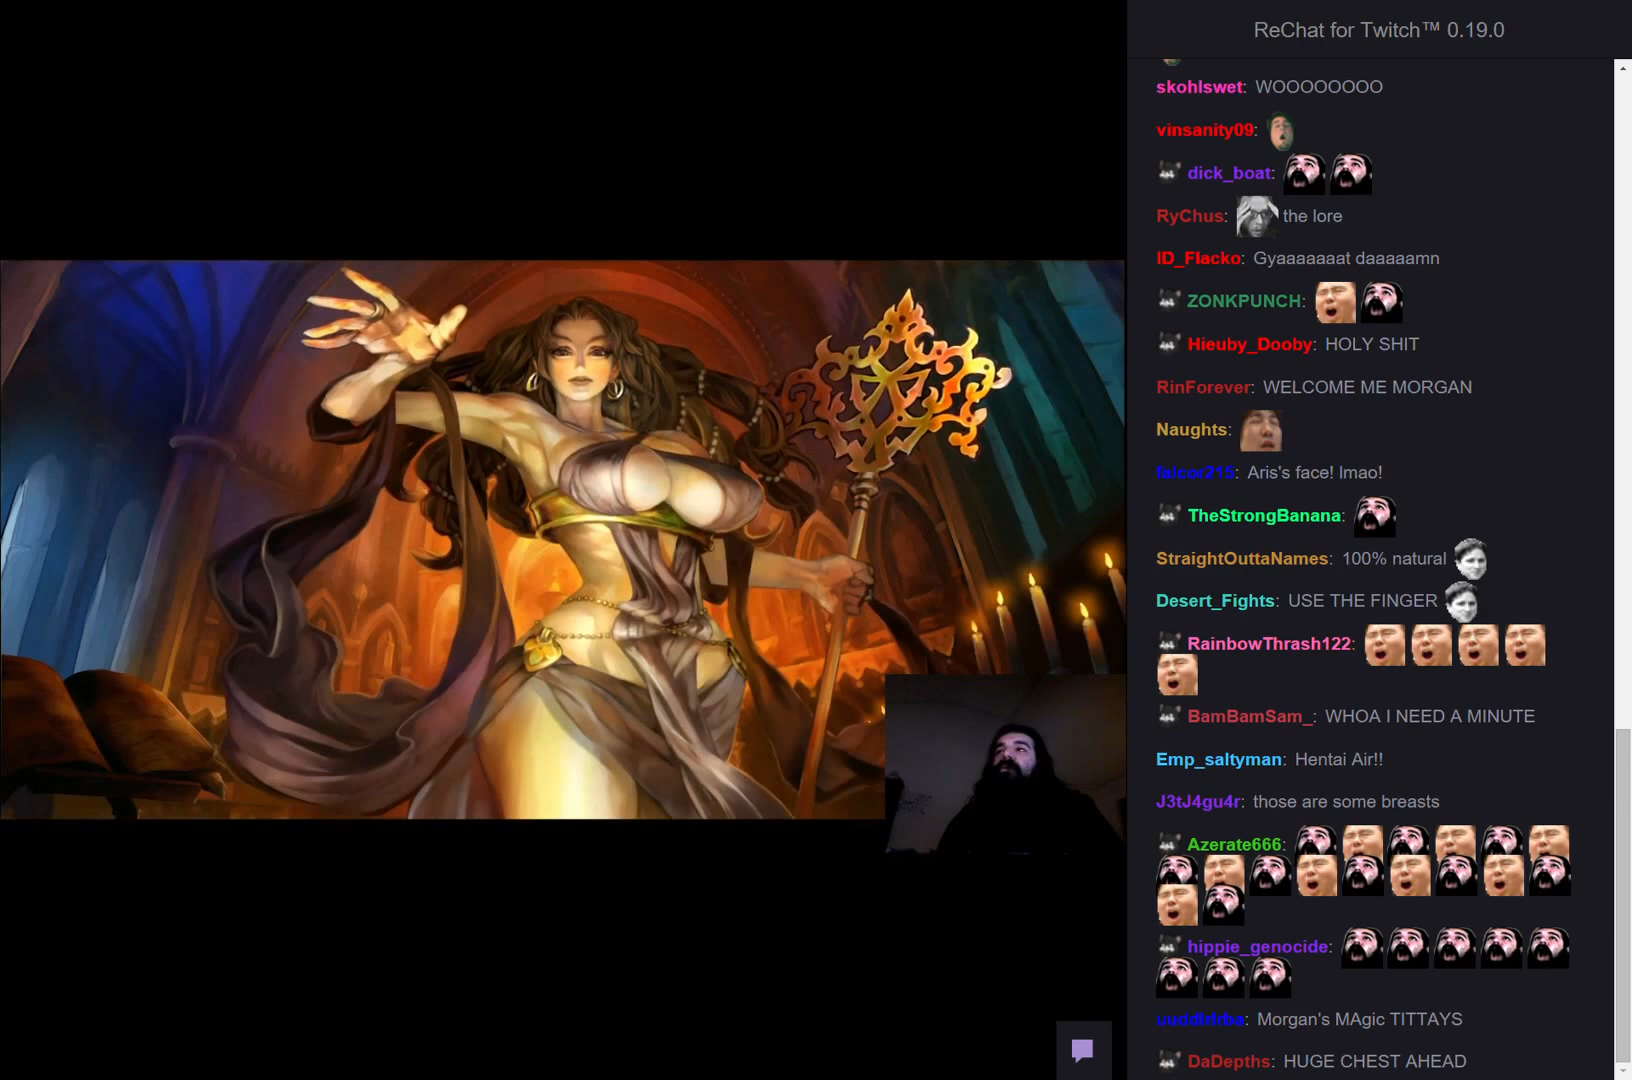 ReChat for Twitch™ 0.19.0
skohlswet: WOOOOOOOO
vinsanity09:
dick_boat:
RyChus: the lore
ID_Flacko: Gyaaaaaaat daaaaamn
ZONKPUNCH:
Hieuby_Dooby: HOLY SHIT
RinForever: WELCOME ME MORGAN
Naughts:
falcor215: Aris's face! lmao!
TheStrongBanana:
StraightOuttaNames: 100% natural
Desert_Fights: USE THE FINGER
RainbowThrash122:
BamBamSam_: WHOA I NEED A MINUTE
Emp_saltyman: Hentai Air!!
J3tJ4gu4r: those are some breasts
Azerate666:
hippie_genocide:
uuddlrlrba: Morgan's MAgic TITTAYS
DaDepths: HUGE CHEST AHEAD